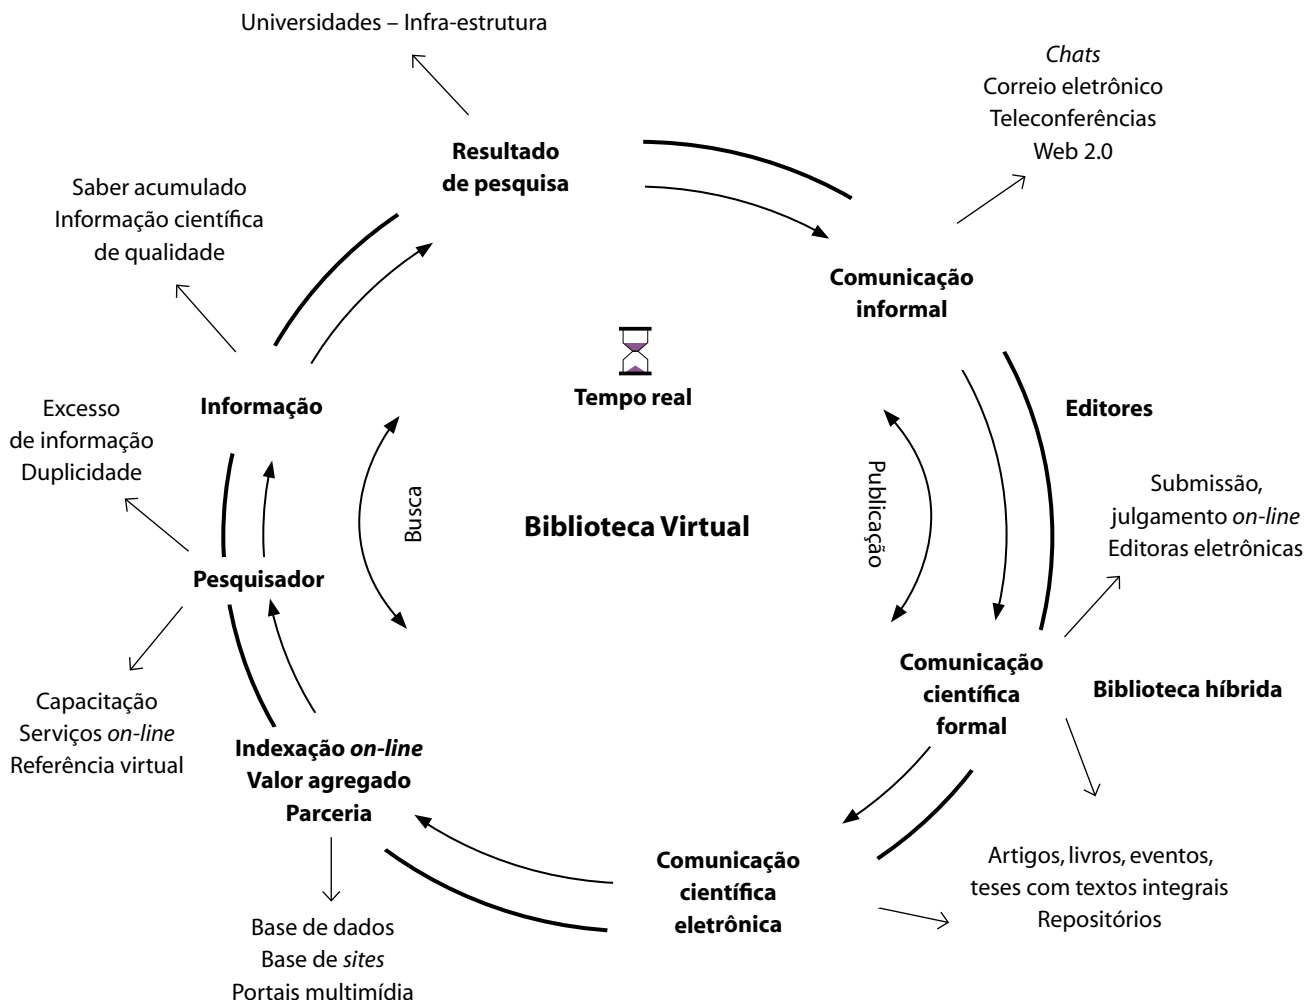 Universidades – Infra-estrutura
Chats
Correio eletrônico
Teleconferências
Web 2.0
Resultado
de pesquisa
Saber acumulado
Informação científica
de qualidade
Comunicação
informal
Tempo real
Informação
Editores
Excesso
de informação
Duplicidade
Busca
Publicação
Biblioteca Virtual
Submissão,
julgamento on-line
Editoras eletrônicas
Pesquisador
Comunicação
científica
formal
Biblioteca híbrida
Capacitação
Serviços on-line
Referência virtual
Indexação on-line
Valor agregado
Parceria
Comunicação
científica
eletrônica
Artigos, livros, eventos,
teses com textos integrais
Repositórios
Base de dados
Base de sites
Portais multimídia